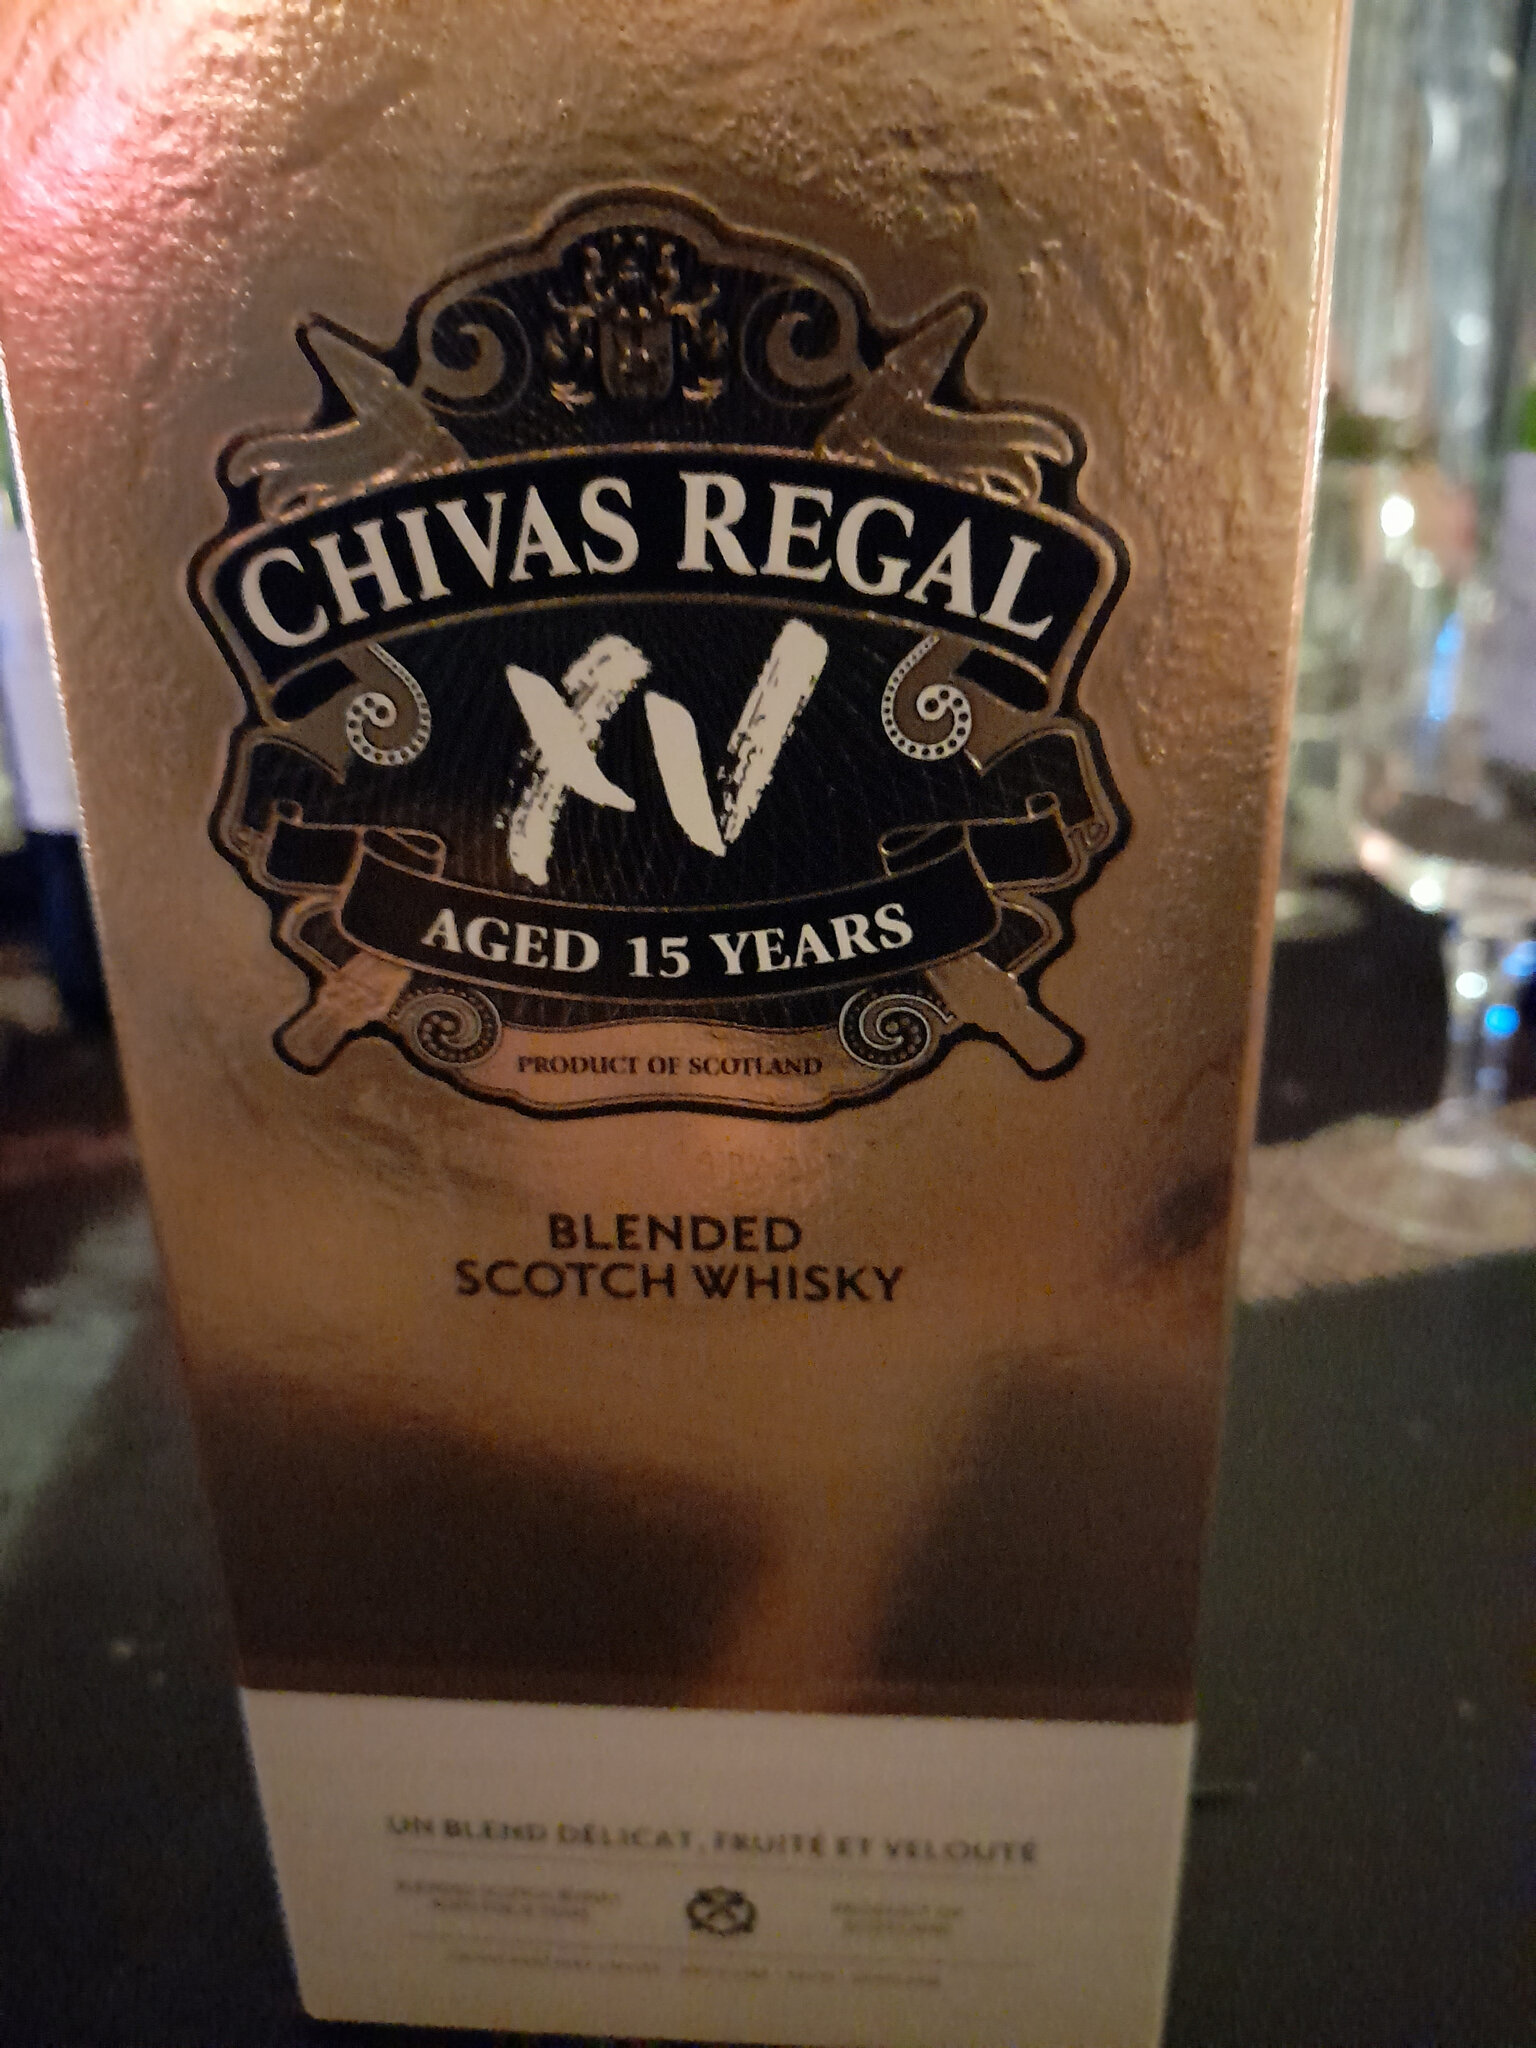 CHIVAS REGAL
XV
AGED 15 YEARS
PRODUCT OF SCOTLAND
BLENDED
SCOTCH WHISKY
UN BLEND DÉLICAT, FRUITÉ ET VELOUTÉ